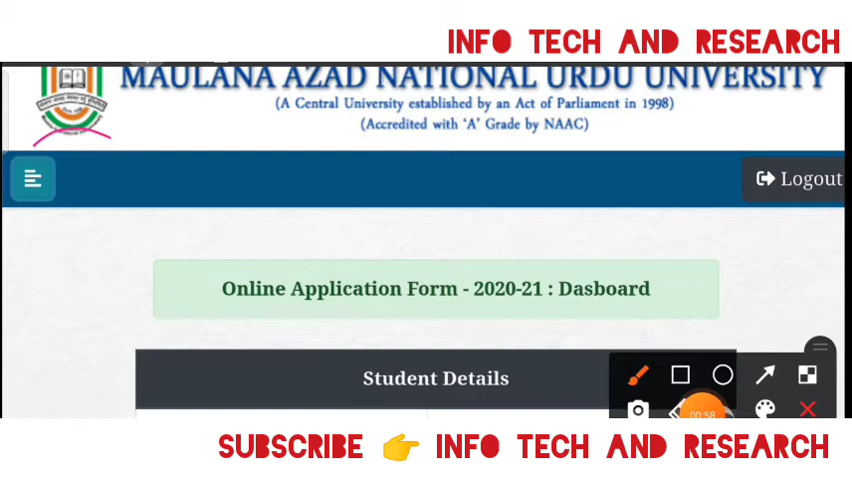 INFO TECH AND RESEARCH
MAULANA AZAD NATIONAL URDU UNIVERSITY
(A Central University established by an Act of Parliament in 1998)
(Accredited with 'A' Grade by NAAC)
Logout
Online Application Form - 2020-21 : Dasboard
Student Details
00:58
SUBSCRIBE 👉 INFO TECH AND RESEARCH